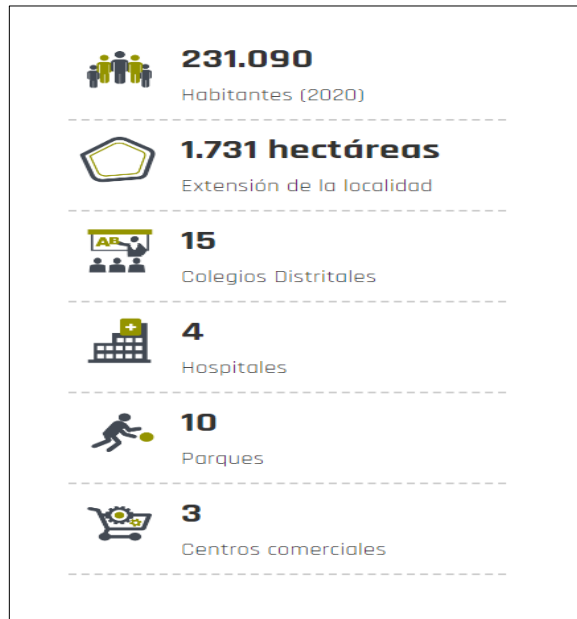 231.090
Habitantes (2020)
1.731 hectáreas
Extensión de la localidad
AB
15
Colegios Distritales
4
Hospitales
10
Parques
3
Centros comerciales